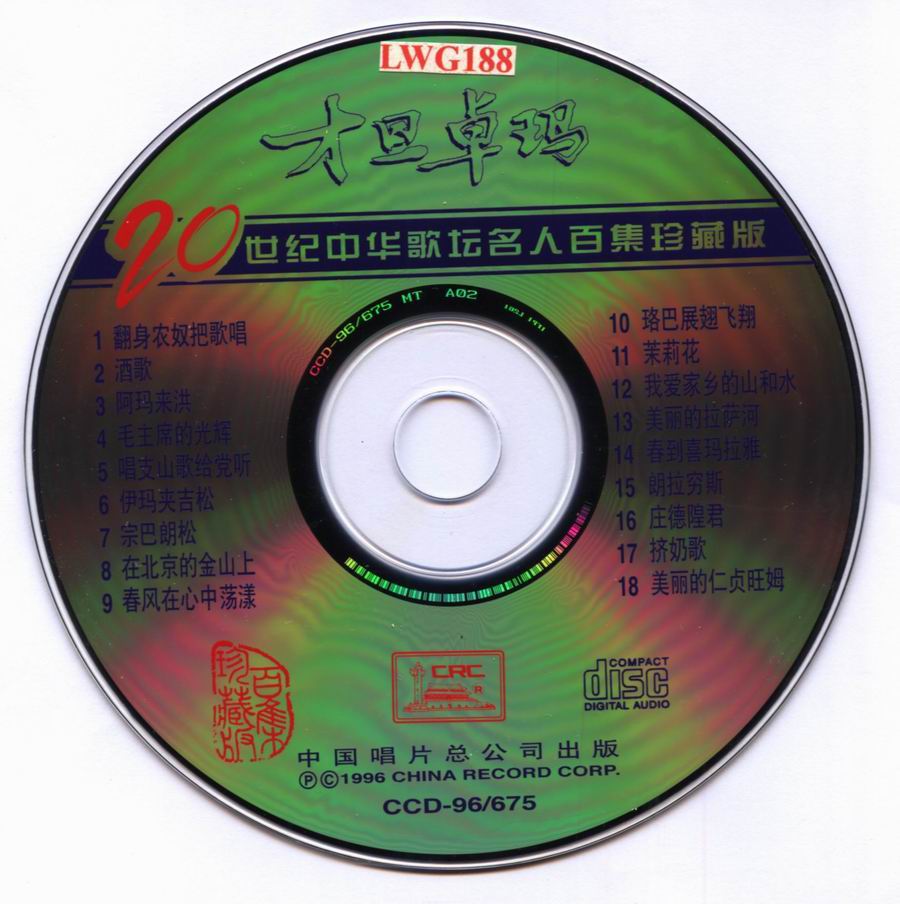 LWG188
才旦卓玛
20世纪中华歌坛名人百集珍藏版
CCD-96/675 MT A02
1 翻身农奴把歌唱
2 酒歌
3 阿玛来洪
4 毛主席的光辉
5 唱支山歌给党听
6 伊玛夹吉松
7 宗巴朗松
8 在北京的金山上
9 春风在心中荡漾
10 珞巴展翅飞翔
11 茉莉花
12 我爱家乡的山和水
13 美丽的拉萨河
14 春到喜玛拉雅
15 朗拉穷斯
16 庄德隍君
17 挤奶歌
18 美丽的仁贞旺姆
百集
珍藏版
CRC
R
COMPACT
disc
DIGITAL AUDIO
中国唱片总公司出版
ⓅⒸ1996 CHINA RECORD CORP.
CCD-96/675